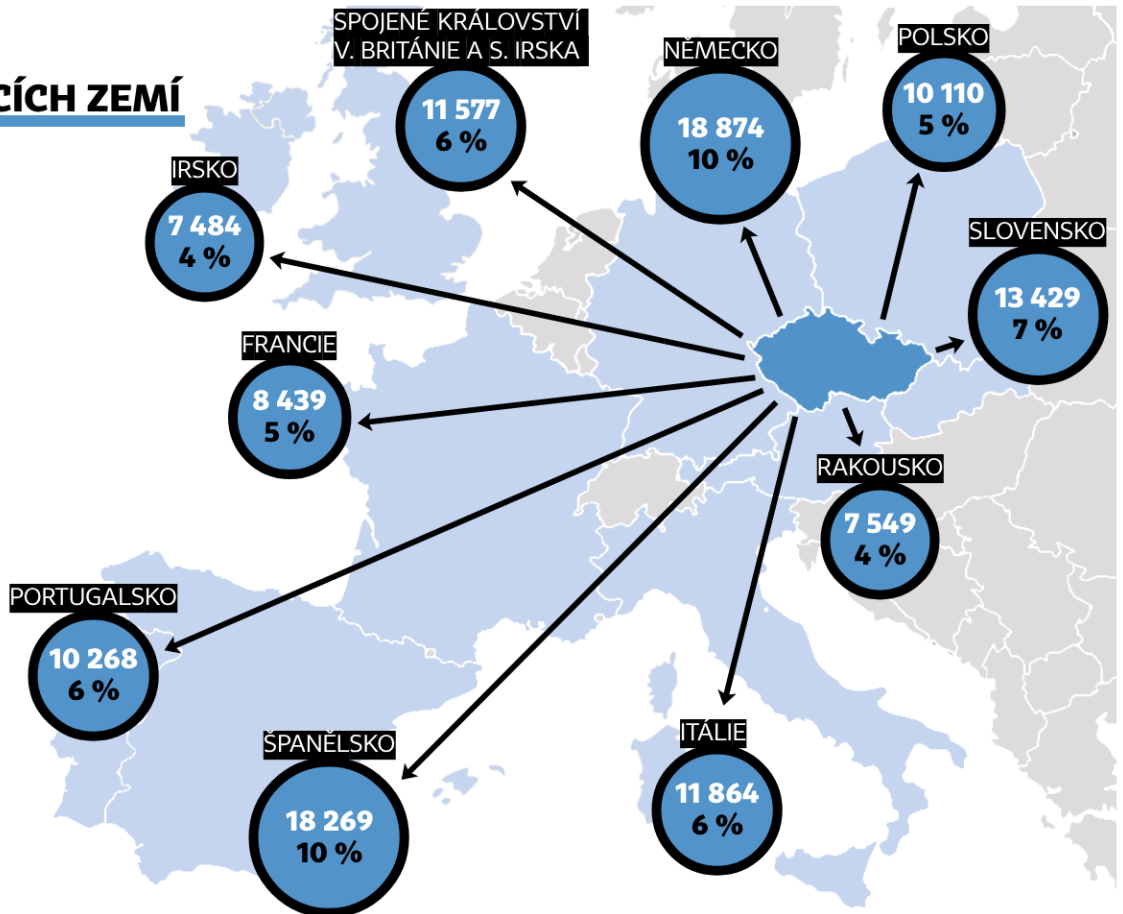 SPOJENÉ KRÁLOVSTVÍ
V. BRITÁNIE A S. IRSKA
11 577
6 %
NĚMECKO
18 874
10 %
POLSKO
10 110
5 %
CÍCH ZEMÍ
IRSKO
7 484
4 %
SLOVENSKO
13 429
7 %
FRANCIE
8 439
5 %
RAKOUSKO
7 549
4 %
PORTUGALSKO
10 268
6 %
ŠPANĚLSKO
18 269
10 %
ITÁLIE
11 864
6 %